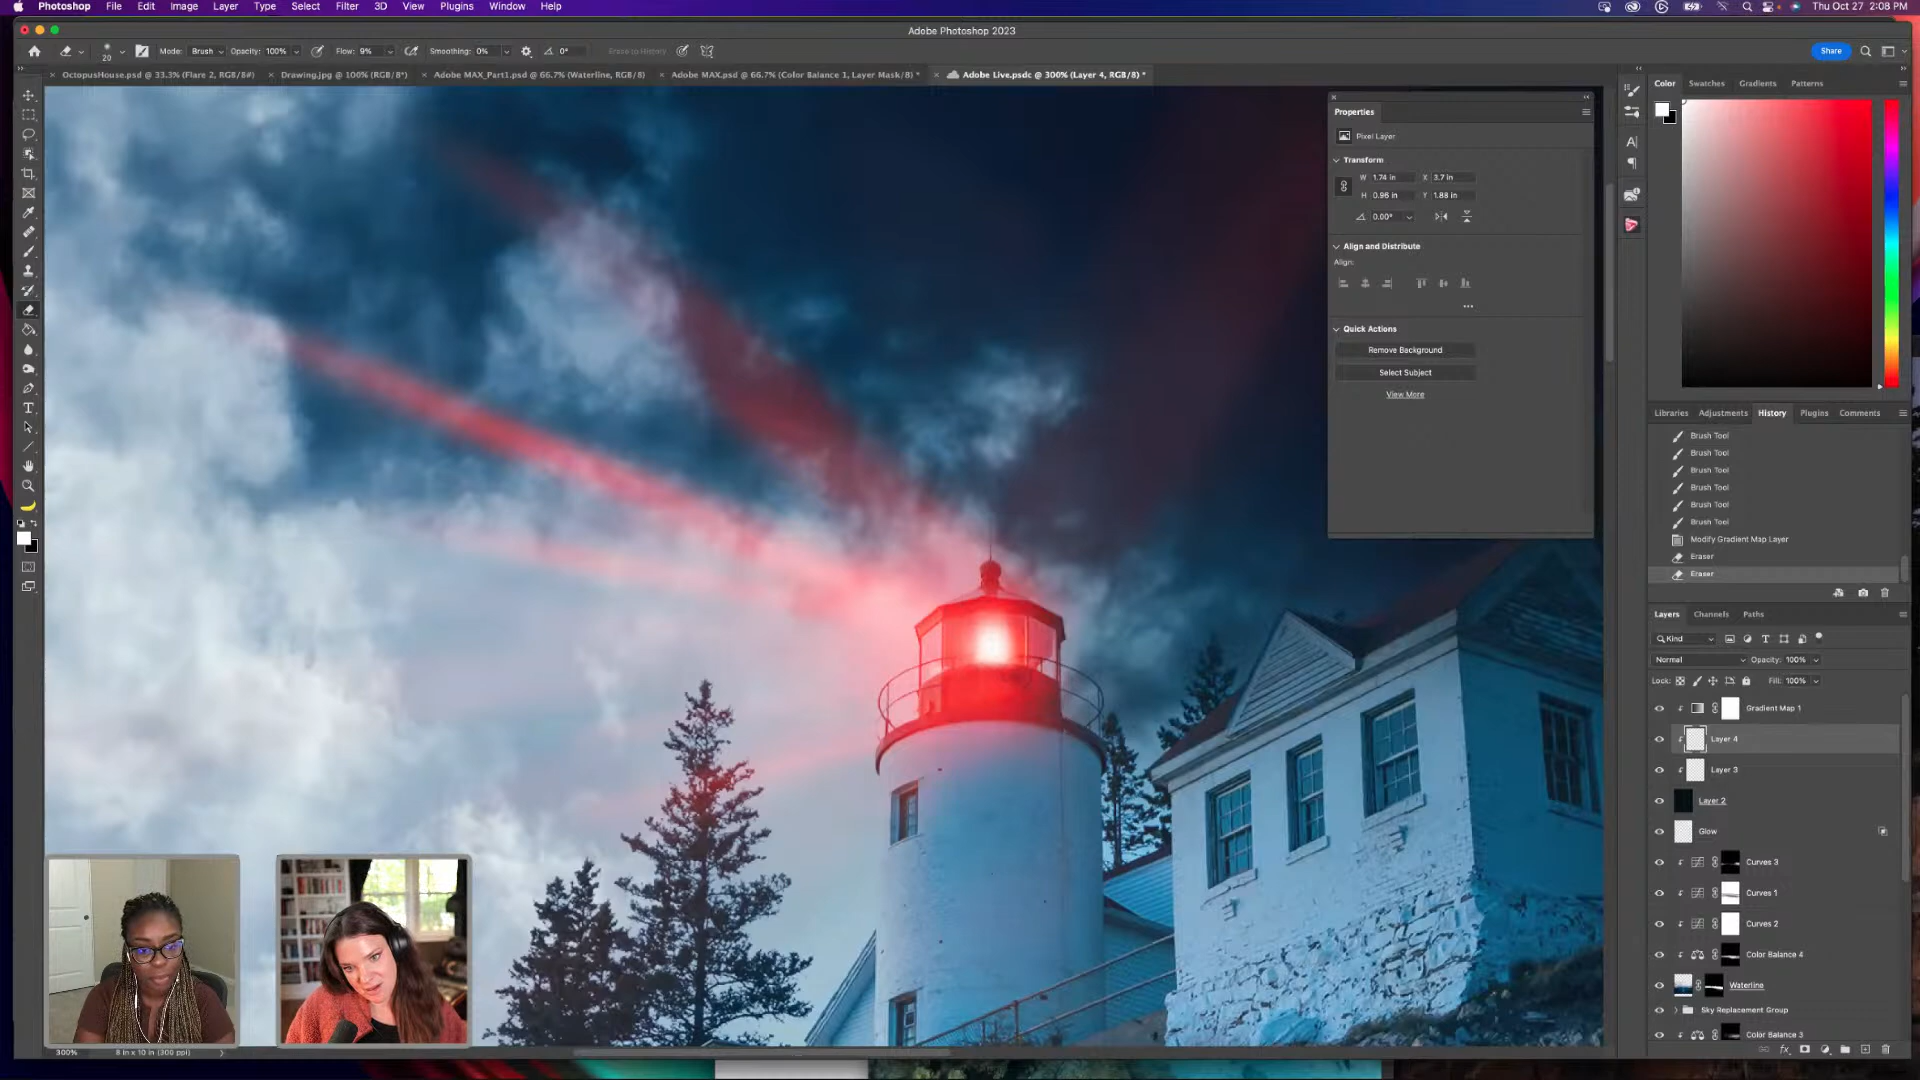 Photoshop File Edit Image Layer Type Select Filter 3D View Plugins Window Help
Thu Oct 27 2:08 PM
Adobe Photoshop 2023
20 Mode: Brush Opacity: 100% Flow: 9% Smoothing: 0% 0° Erase to History
Share
OctopusHouse.psd @ 33.3% (Flare 2, RGB/8#)
Drawing.jpg @ 100% (RGB/8*)
Adobe MAX_Part1.psd @ 66.7% (Waterline, RGB/8)
Adobe MAX.psd @ 66.7% (Color Balance 1, Layer Mask/8) *
Adobe Live.psdc @ 300% (Layer 4, RGB/8) *
Properties
Pixel Layer
Transform
W 1.74 in X 3.7 in
H 0.96 in Y 1.88 in
0.00°
Align and Distribute
Align:
Quick Actions
Remove Background
Select Subject
View More
Color Swatches Gradients Patterns
Libraries Adjustments History Plugins Comments
Brush Tool
Brush Tool
Brush Tool
Brush Tool
Brush Tool
Brush Tool
Modify Gradient Map Layer
Eraser
Eraser
Layers Channels Paths
Kind
Normal Opacity: 100%
Lock: Fill: 100%
Gradient Map 1
Layer 4
Layer 3
Layer 2
Glow
Curves 3
Curves 1
Curves 2
Color Balance 4
Waterline
Sky Replacement Group
Color Balance 3
fx
300% 8 in x 10 in (300 ppi)